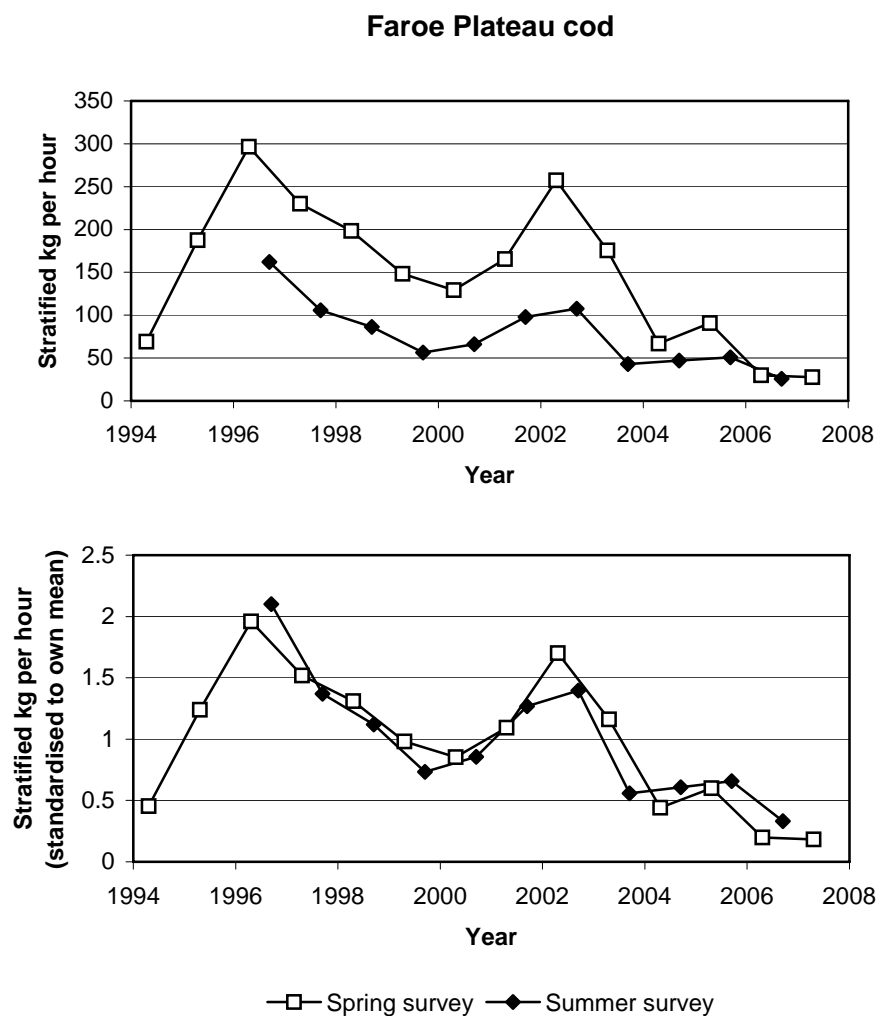 Faroe Plateau cod
350
300
250
200
150
100
50
0
Stratified kg per hour
1994 1996 1998 2000 2002 2004 2006 2008
Year
2.5
2
1.5
1
0.5
0
Stratified kg per hour
(standardised to own mean)
1994 1996 1998 2000 2002 2004 2006 2008
Year
Spring survey Summer survey